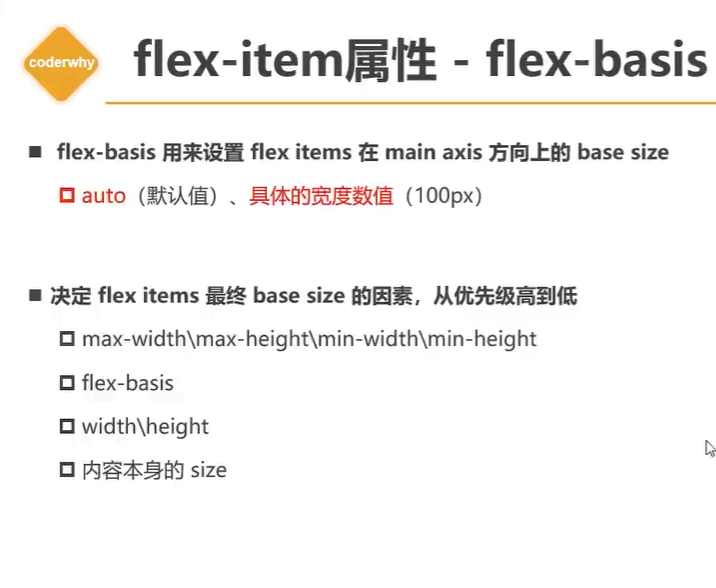 coderwhy
flex-item属性 - flex-basis
flex-basis 用来设置 flex items 在 main axis 方向上的 base size
auto（默认值）、具体的宽度数值（100px）
决定 flex items 最终 base size 的因素，从优先级高到低
max-width\max-height\min-width\min-height
flex-basis
width\height
内容本身的 size